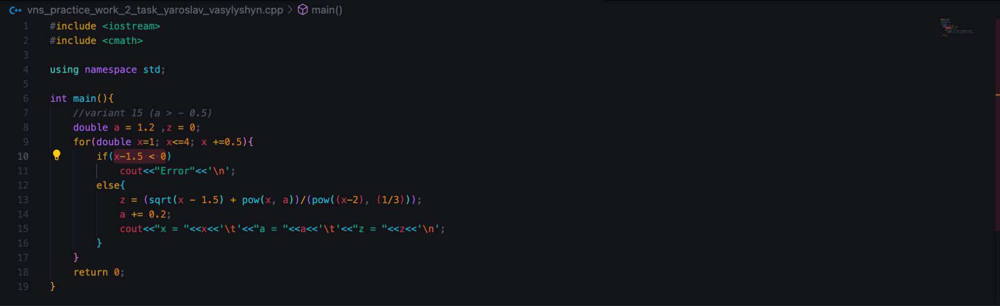 C++ vns_practice_work_2_task_yaroslav_vasylyshyn.cpp > main()
1 #include <iostream>
2 #include <cmath>
3
4 using namespace std;
5
6 int main(){
7 //variant 15 (a > - 0.5)
8 double a = 1.2 ,z = 0;
9 for(double x=1; x<=4; x +=0.5){
10 if(x-1.5 < 0)
11 cout<<"Error"<<'\n';
12 else{
13 z = (sqrt(x - 1.5) + pow(x, a))/(pow((x-2), (1/3)));
14 a += 0.2;
15 cout<<"x = "<<x<<'\t'<<"a = "<<a<<'\t'<<"z = "<<z<<'\n';
16 }
17 }
18 return 0;
19 }